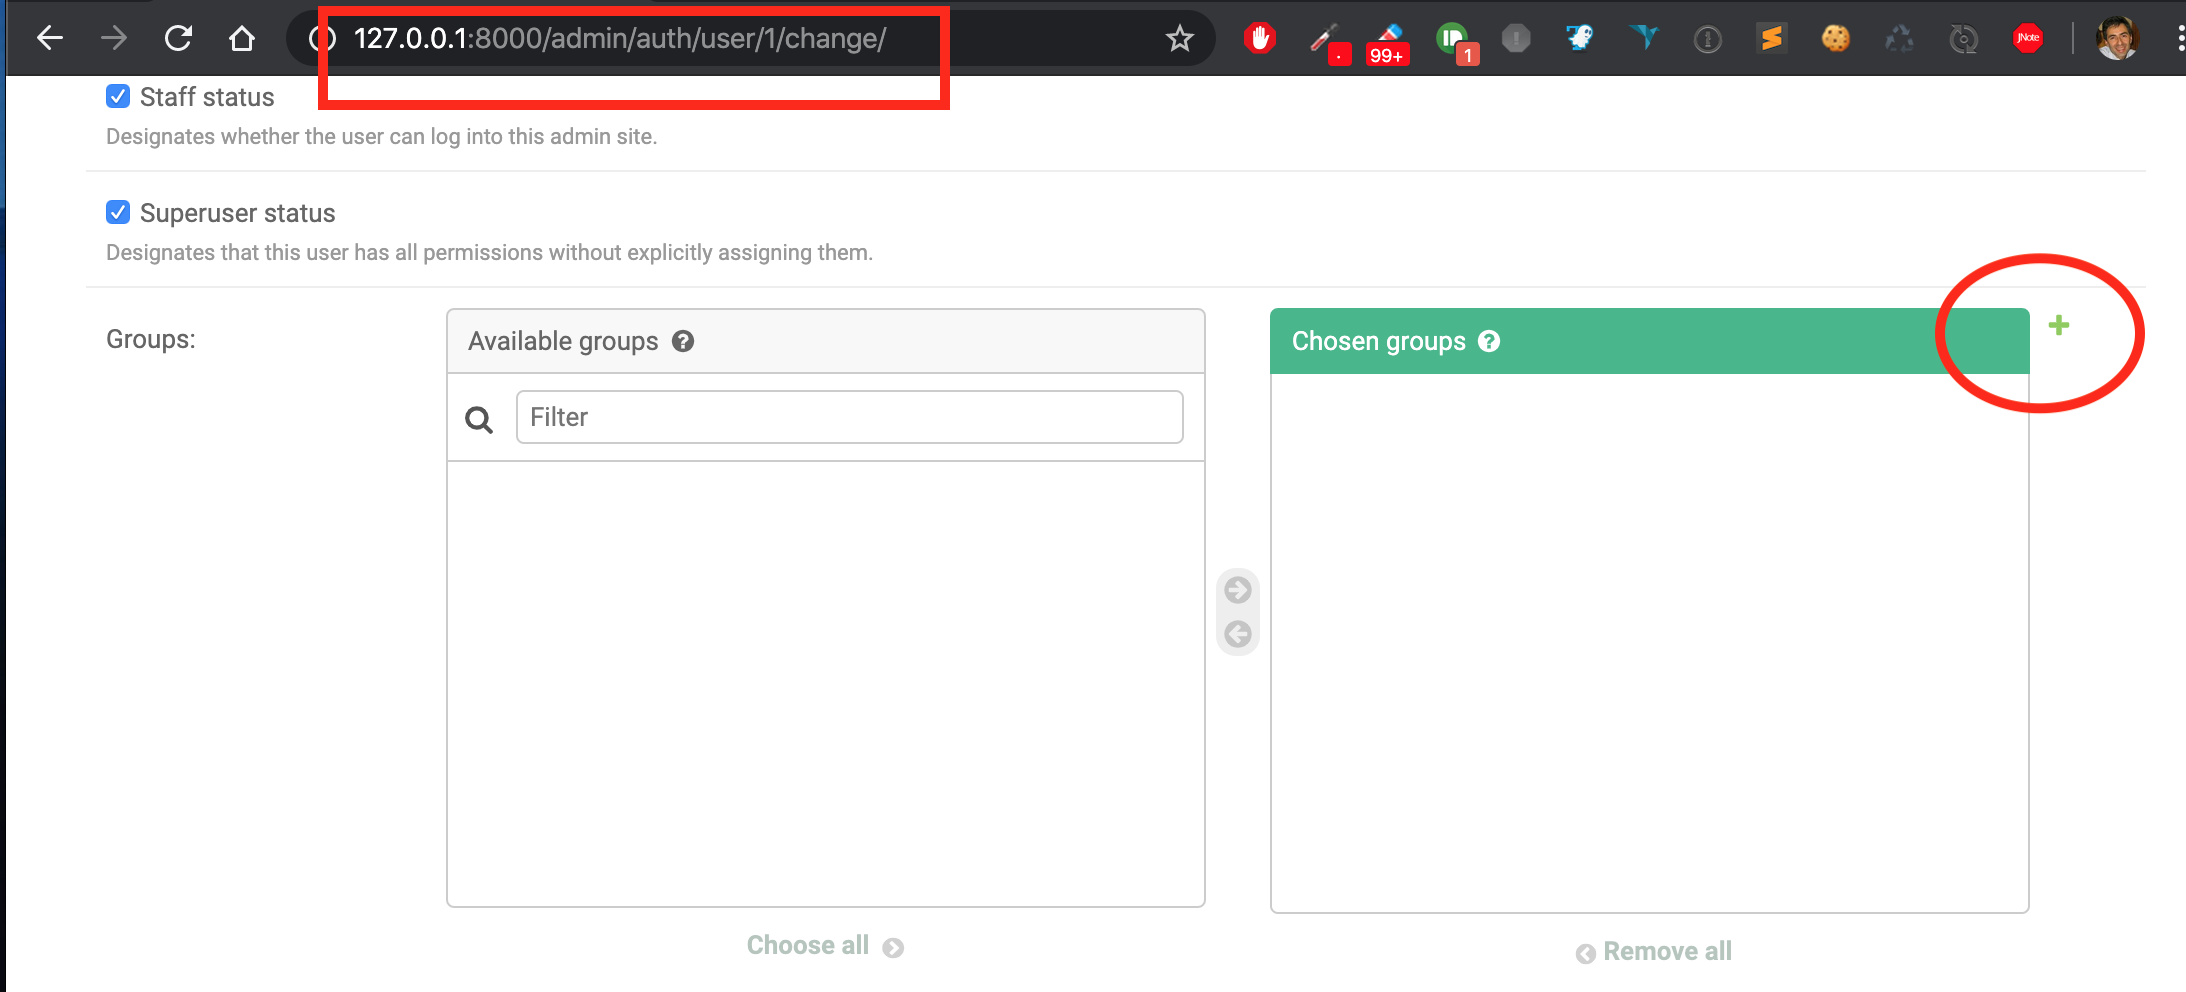 127.0.0.1:8000/admin/auth/user/1/change/
.
99+
1
JNote
Staff status
Designates whether the user can log into this admin site.
Superuser status
Designates that this user has all permissions without explicitly assigning them.
Groups:
Available groups ?
Chosen groups ?
Filter
Choose all
Remove all